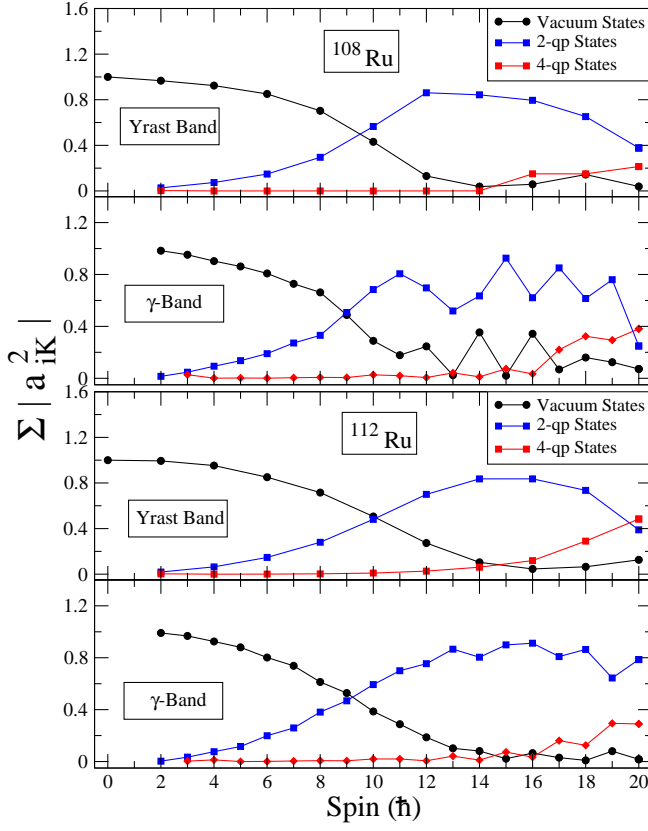 1.6
1.2
0.8
0.4
0
108Ru
Yrast Band
Vacuum States
2-qp States
4-qp States
1.2
0.8
0.4
0
γ-Band
Σ | a²iK |
1.6
1.2
0.8
0.4
0
112Ru
Yrast Band
Vacuum States
2-qp States
4-qp States
1.2
0.8
0.4
0
γ-Band
0 2 4 6 8 10 12 14 16 18 20
Spin (ħ)